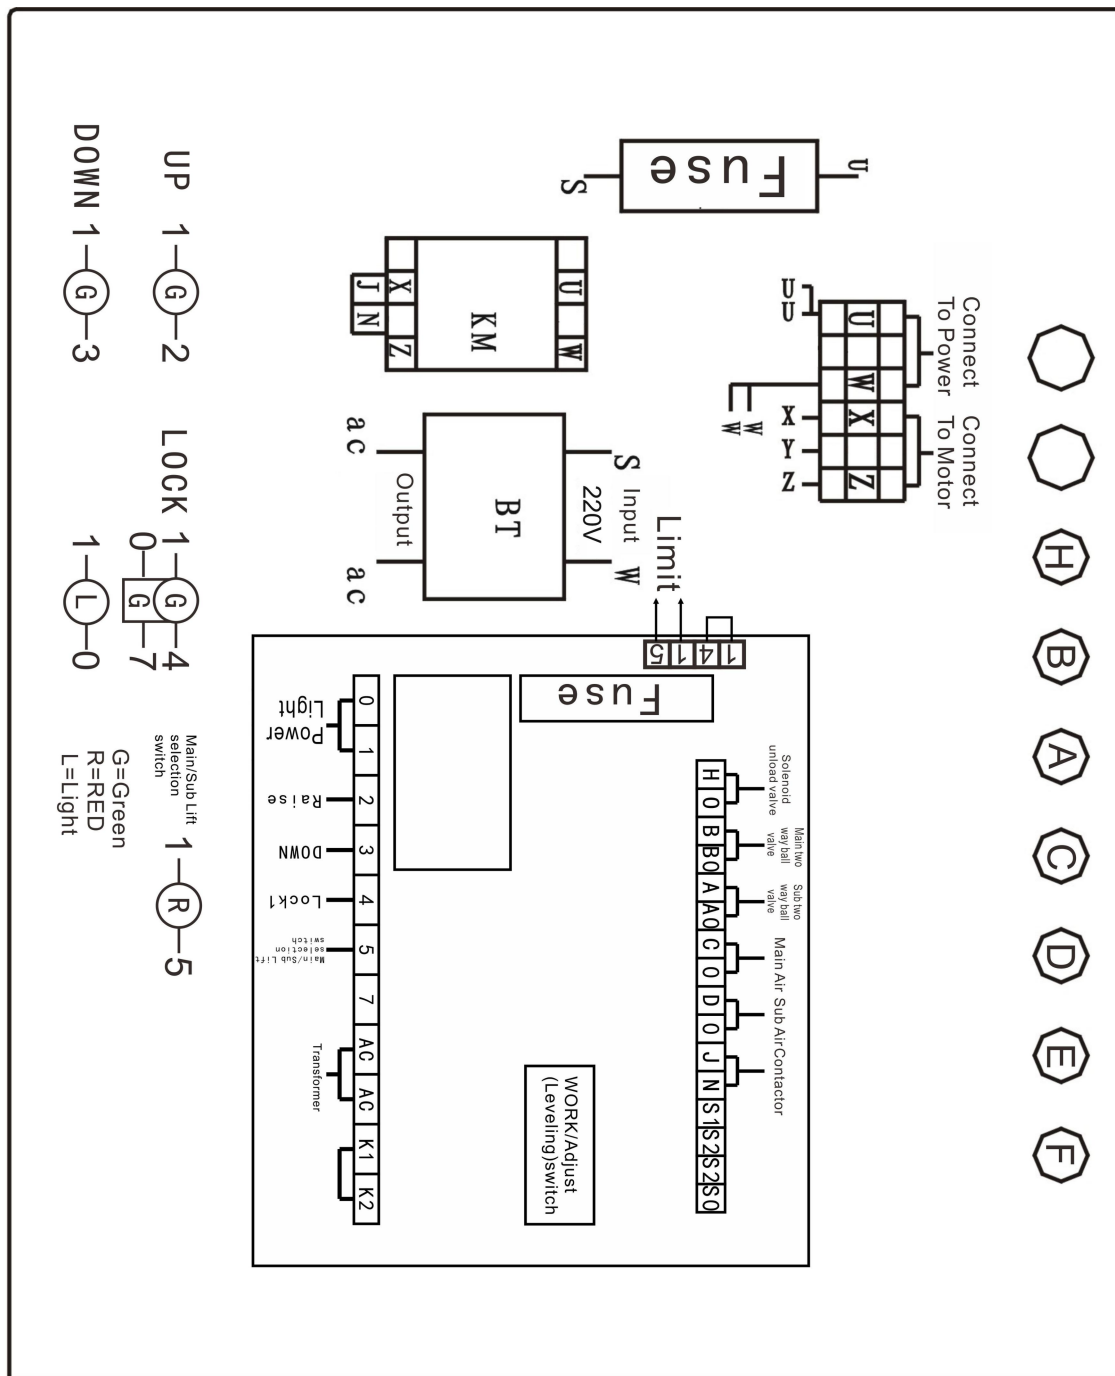 H
B
A
C
D
E
F
Connect
To Power
Connect
To Motor
U
W
X
Z
U
U
W
W
X
Y
Z
U
Fuse
S
U
W
KM
X
Z
J
N
S
W
Input
220V
BT
Output
ac
ac
Limit
1
4
1
5
Fuse
Solenoid
unload valve
Main two
way ball
valve
Sub two
way ball
valve
Main Air
Sub Air
Contactor
H
0
B
B0
A
A0
C
0
D
0
J
N
S1
S2
S2
S0
WORK/Adjust
(Leveling)switch
0
1
2
3
4
5
7
AC
AC
K1
K2
Power
Light
Raise
DOWN
Lock1
Main/Sub Lift
selection
switch
Transformer
UP 1 G 2
LOCK 1 G 4
0 G 7
Main/Sub Lift
selection
switch
1 R 5
DOWN 1 G 3
1 L 0
G=Green
R=RED
L=Light